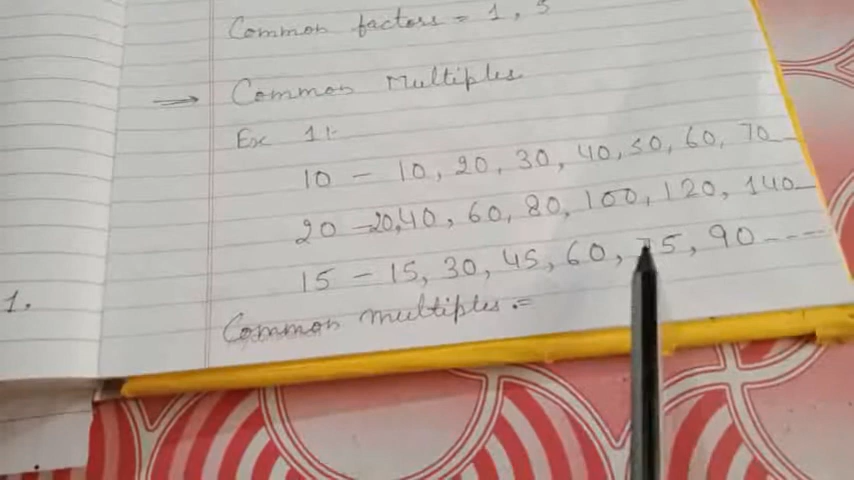 Common factors = 1, 5
→ Common Multiples
Ex 1:-
10 - 10, 20, 30, 40, 50, 60, 70
20 - 20, 40, 60, 80, 100, 120, 140
15 - 15, 30, 45, 60, 75, 90 ----
1.
Common multiples =